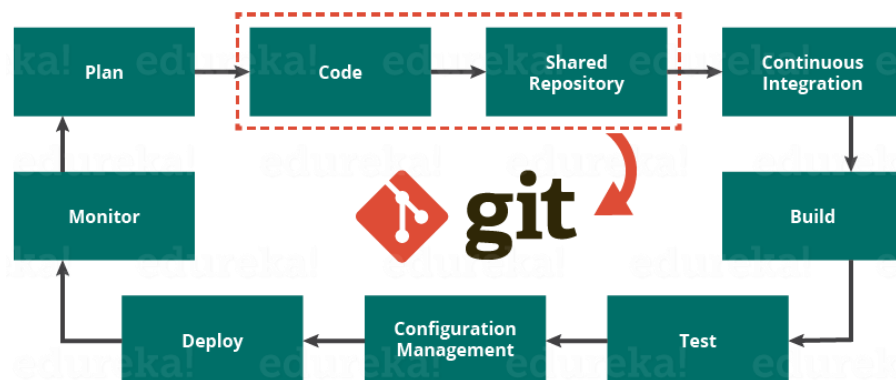 Plan
Code
Shared
Repository
Continuous
Integration
Monitor
git
Build
Deploy
Configuration
Management
Test
edureka!